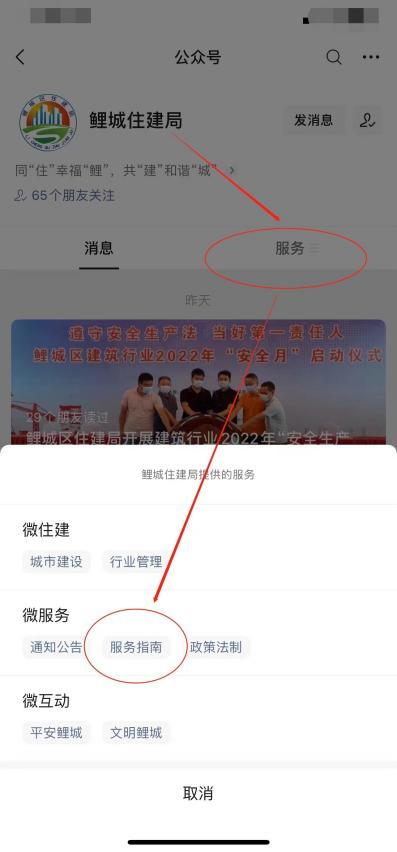 公众号
鲤城住建局
发消息
同“住”幸福“鲤”，共“建”和谐“城”
65个朋友关注
消息
服务
昨天
遵守安全生产法 当好第一责任人
鲤城区建筑行业2022年“安全月”启动仪式
29个朋友读过
鲤城区住建局开展建筑行业2022年“安全生产
鲤城住建局提供的服务
微住建
城市建设 行业管理
微服务
通知公告 服务指南 政策法制
微互动
平安鲤城 文明鲤城
取消